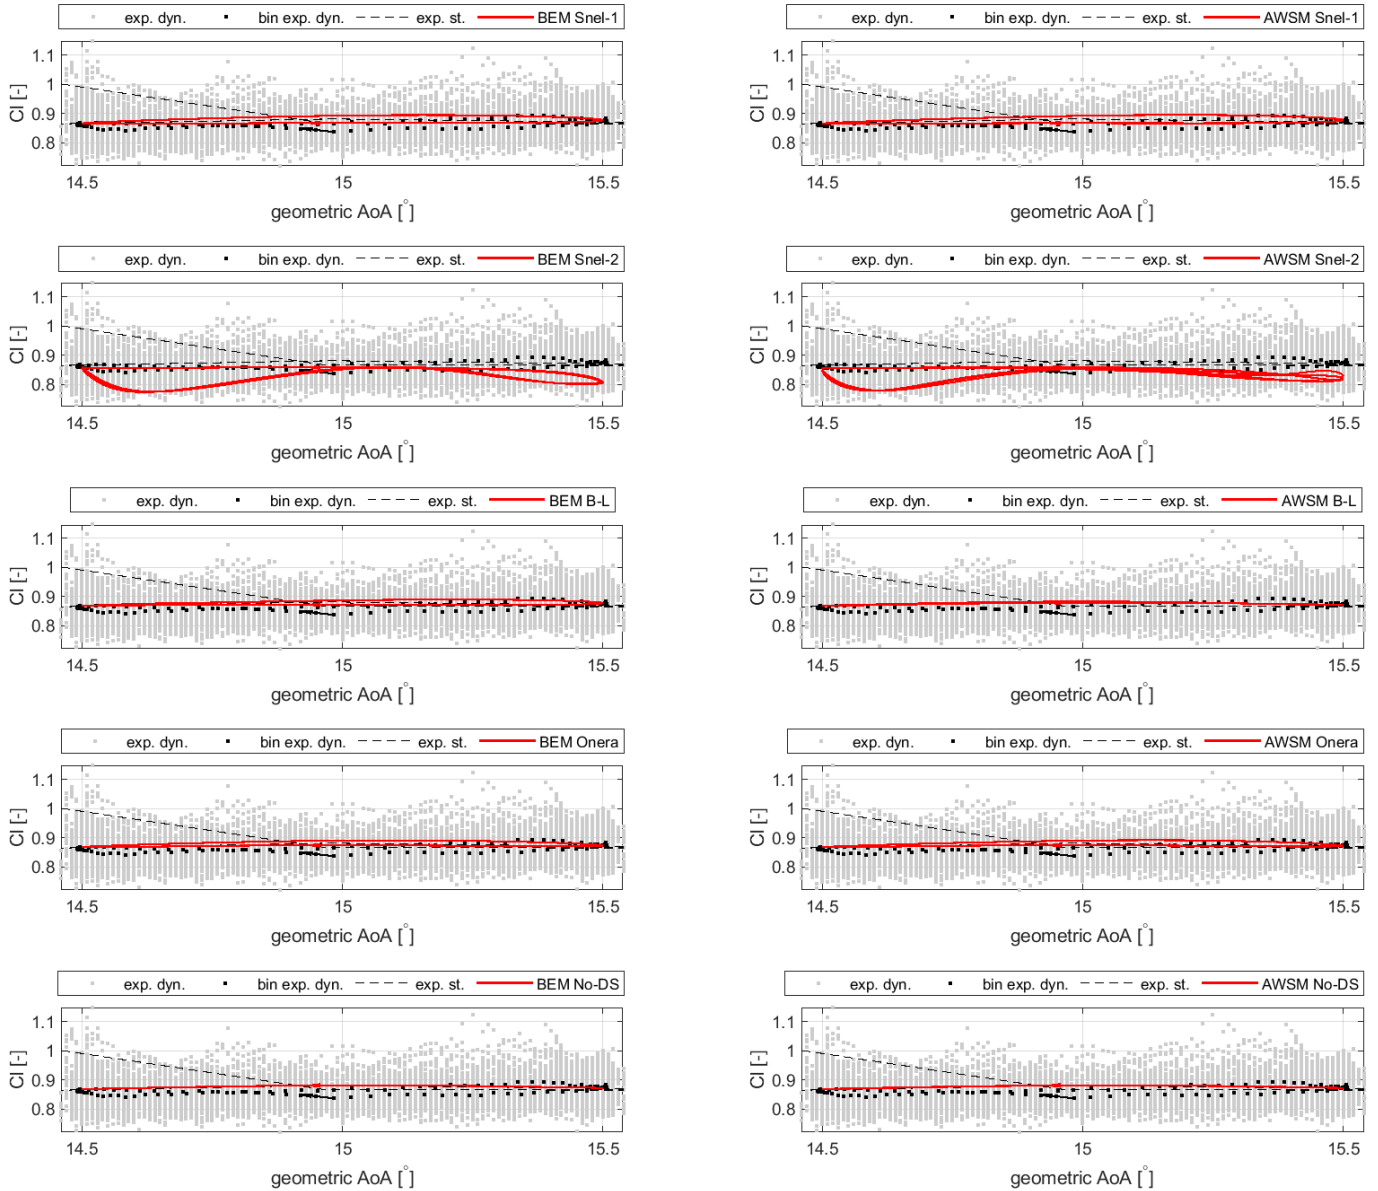 exp. dyn. bin exp. dyn. exp. st. BEM Snel-1
1.1
1
0.9
0.8
Cl [-]
14.5 15 15.5
geometric AoA [°]
exp. dyn. bin exp. dyn. exp. st. AWSM Snel-1
1.1
1
0.9
0.8
Cl [-]
14.5 15 15.5
geometric AoA [°]
exp. dyn. bin exp. dyn. exp. st. BEM Snel-2
1.1
1
0.9
0.8
Cl [-]
14.5 15 15.5
geometric AoA [°]
exp. dyn. bin exp. dyn. exp. st. AWSM Snel-2
1.1
1
0.9
0.8
Cl [-]
14.5 15 15.5
geometric AoA [°]
exp. dyn. bin exp. dyn. exp. st. BEM B-L
1.1
1
0.9
0.8
Cl [-]
14.5 15 15.5
geometric AoA [°]
exp. dyn. bin exp. dyn. exp. st. AWSM B-L
1.1
1
0.9
0.8
Cl [-]
14.5 15 15.5
geometric AoA [°]
exp. dyn. bin exp. dyn. exp. st. BEM Onera
1.1
1
0.9
0.8
Cl [-]
14.5 15 15.5
geometric AoA [°]
exp. dyn. bin exp. dyn. exp. st. AWSM Onera
1.1
1
0.9
0.8
Cl [-]
14.5 15 15.5
geometric AoA [°]
exp. dyn. bin exp. dyn. exp. st. BEM No-DS
1.1
1
0.9
0.8
Cl [-]
14.5 15 15.5
geometric AoA [°]
exp. dyn. bin exp. dyn. exp. st. AWSM No-DS
1.1
1
0.9
0.8
Cl [-]
14.5 15 15.5
geometric AoA [°]